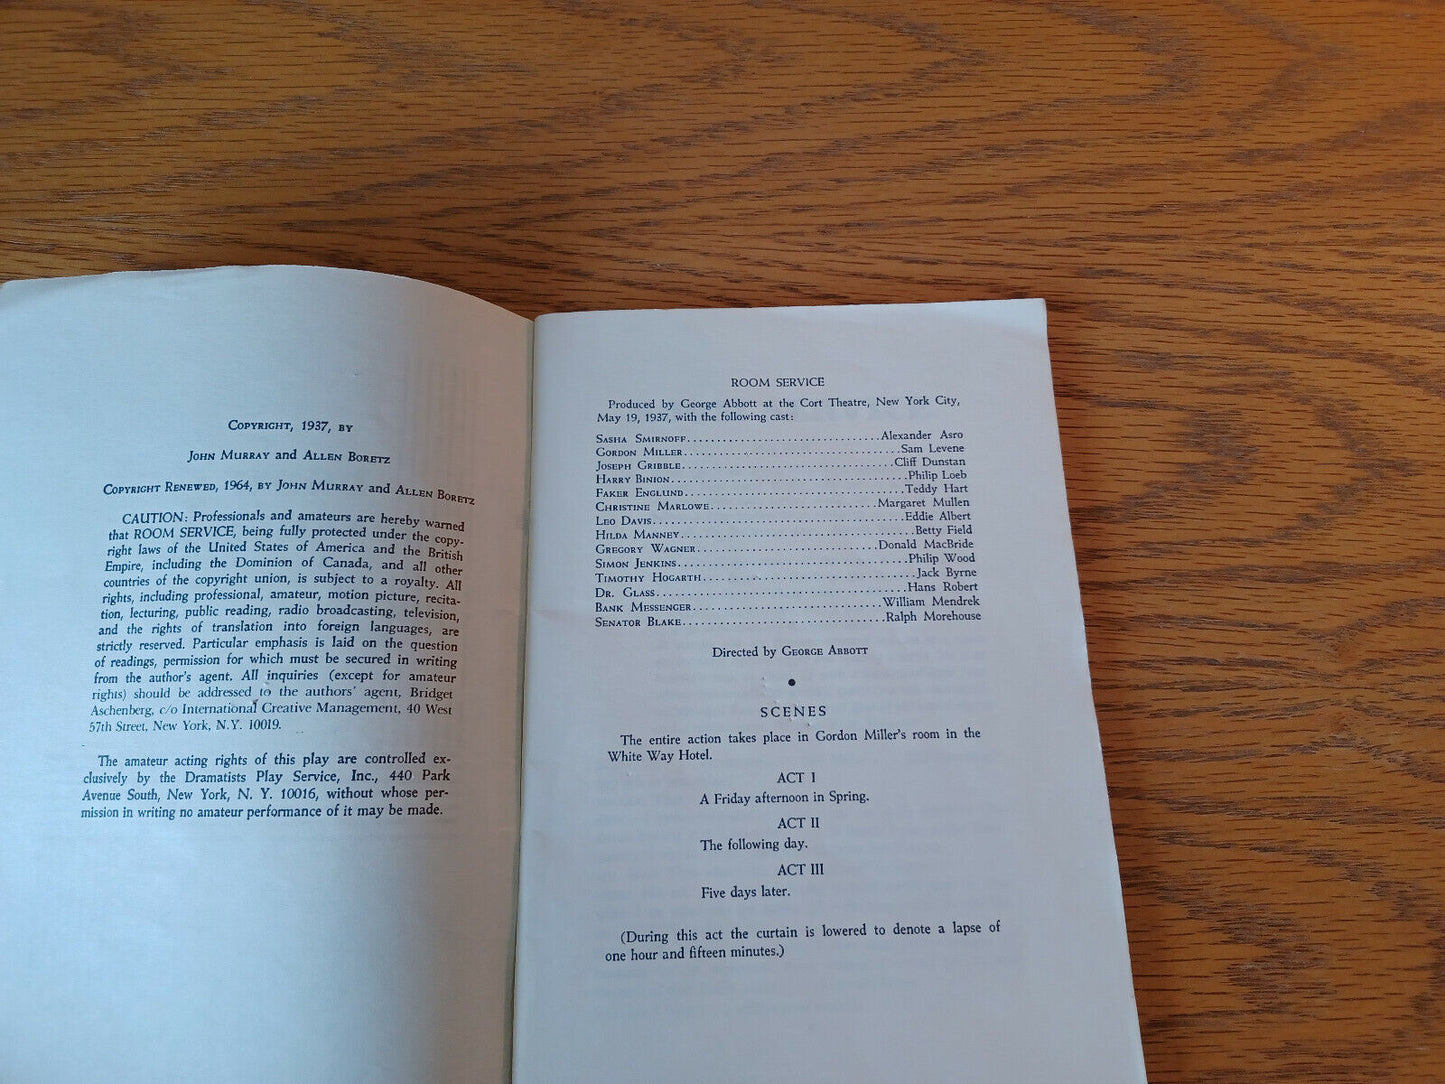 Copyright, 1937, by
John Murray and Allen Boretz
Copyright Renewed, 1964, by John Murray and Allen Boretz
CAUTION: Professionals and amateurs are hereby warned
that ROOM SERVICE, being fully protected under the copy-
right laws of the United States of America and the British
Empire, including the Dominion of Canada, and all other
countries of the copyright union, is subject to a royalty. All
rights, including professional, amateur, motion picture, recita-
tion, lecturing, public reading, radio broadcasting, television,
and the rights of translation into foreign languages, are
strictly reserved. Particular emphasis is laid on the question
of readings, permission for which must be secured in writing
from the author's agent. All inquiries (except for amateur
rights) should be addressed to the authors' agent, Bridget
Aschenberg, c/o International Creative Management, 40 West
57th Street, New York, N.Y. 10019.
The amateur acting rights of this play are controlled ex-
clusively by the Dramatists Play Service, Inc., 440 Park
Avenue South, New York, N. Y. 10016, without whose per-
mission in writing no amateur performance of it may be made.
ROOM SERVICE
Produced by George Abbott at the Cort Theatre, New York City,
May 19, 1937, with the following cast:
Sasha Smirnoff................................Alexander Asro
Gordon Miller................................Sam Levene
Joseph Gribble................................Cliff Dunstan
Harry Binion................................Philip Loeb
Faker Englund................................Teddy Hart
Christine Marlowe................................Margaret Mullen
Leo Davis................................Eddie Albert
Hilda Manney................................Betty Field
Gregory Wagner................................Donald MacBride
Simon Jenkins................................Philip Wood
Timothy Hogarth................................Jack Byrne
Dr. Glass................................Hans Robert
Bank Messenger................................William Mendrek
Senator Blake................................Ralph Morehouse
Directed by George Abbott
•
SCENES
The entire action takes place in Gordon Miller's room in the
White Way Hotel.
ACT I
A Friday afternoon in Spring.
ACT II
The following day.
ACT III
Five days later.
(During this act the curtain is lowered to denote a lapse of
one hour and fifteen minutes.)